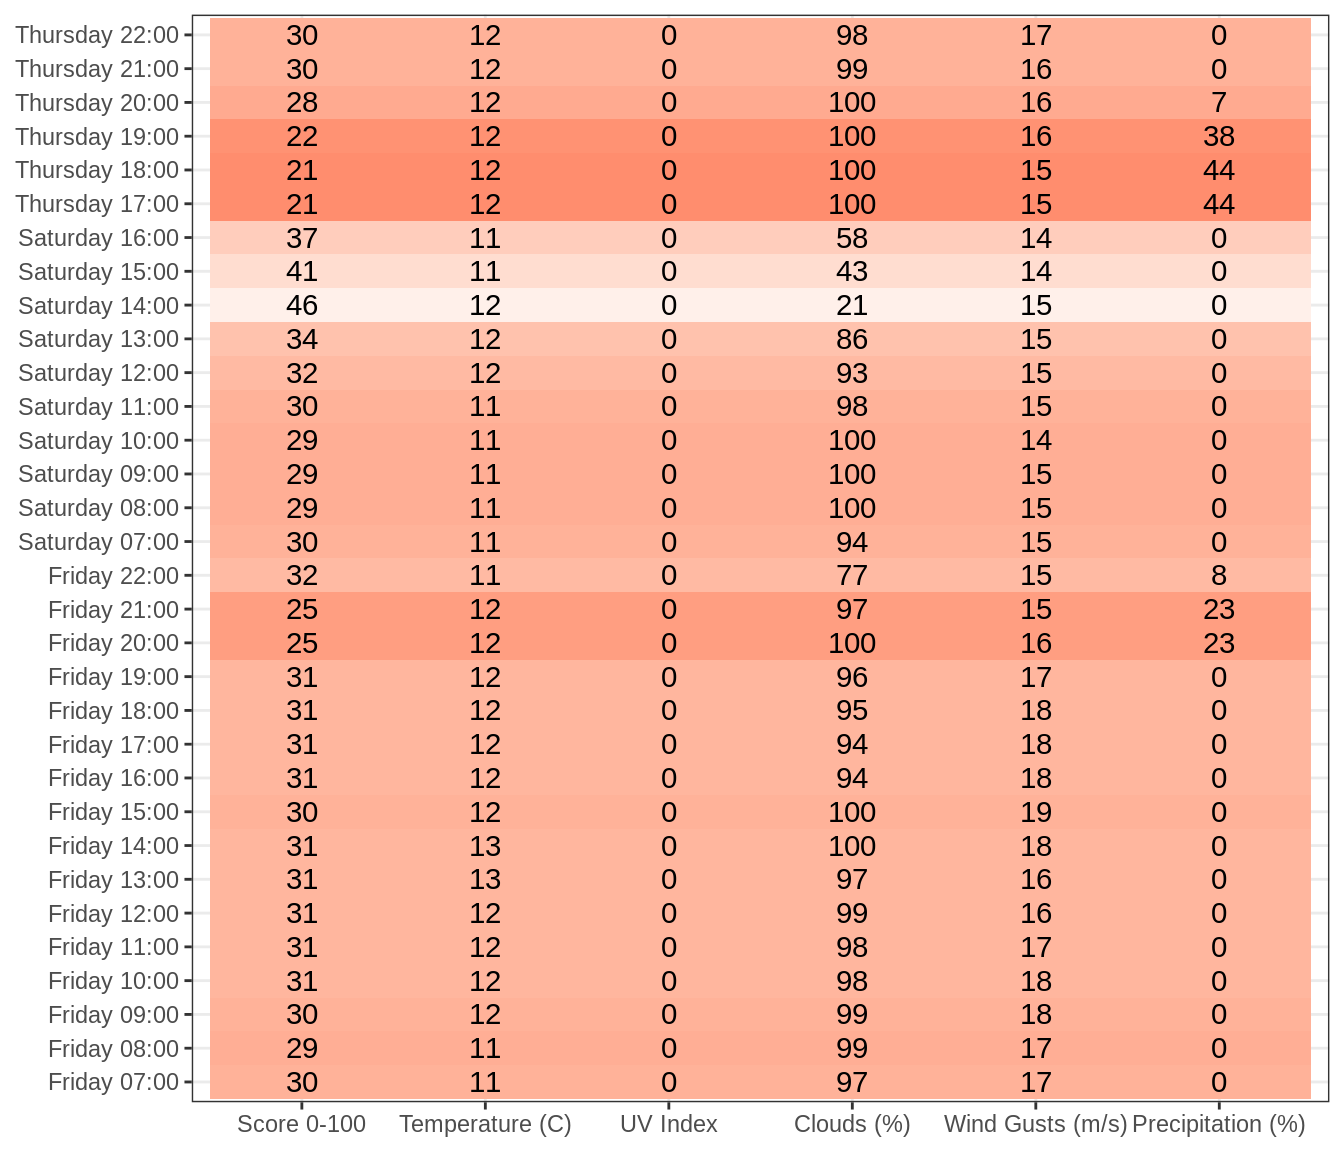 Thursday 22:00 30 12 0 98 17 0
Thursday 21:00 30 12 0 99 16 0
Thursday 20:00 28 12 0 100 16 7
Thursday 19:00 22 12 0 100 16 38
Thursday 18:00 21 12 0 100 15 44
Thursday 17:00 21 12 0 100 15 44
Saturday 16:00 37 11 0 58 14 0
Saturday 15:00 41 11 0 43 14 0
Saturday 14:00 46 12 0 21 15 0
Saturday 13:00 34 12 0 86 15 0
Saturday 12:00 32 12 0 93 15 0
Saturday 11:00 30 11 0 98 15 0
Saturday 10:00 29 11 0 100 14 0
Saturday 09:00 29 11 0 100 15 0
Saturday 08:00 29 11 0 100 15 0
Saturday 07:00 30 11 0 94 15 0
Friday 22:00 32 11 0 77 15 8
Friday 21:00 25 12 0 97 15 23
Friday 20:00 25 12 0 100 16 23
Friday 19:00 31 12 0 96 17 0
Friday 18:00 31 12 0 95 18 0
Friday 17:00 31 12 0 94 18 0
Friday 16:00 31 12 0 94 18 0
Friday 15:00 30 12 0 100 19 0
Friday 14:00 31 13 0 100 18 0
Friday 13:00 31 13 0 97 16 0
Friday 12:00 31 12 0 99 16 0
Friday 11:00 31 12 0 98 17 0
Friday 10:00 31 12 0 98 18 0
Friday 09:00 30 12 0 99 18 0
Friday 08:00 29 11 0 99 17 0
Friday 07:00 30 11 0 97 17 0
Score 0-100 Temperature (C) UV Index Clouds (%) Wind Gusts (m/s) Precipitation (%)